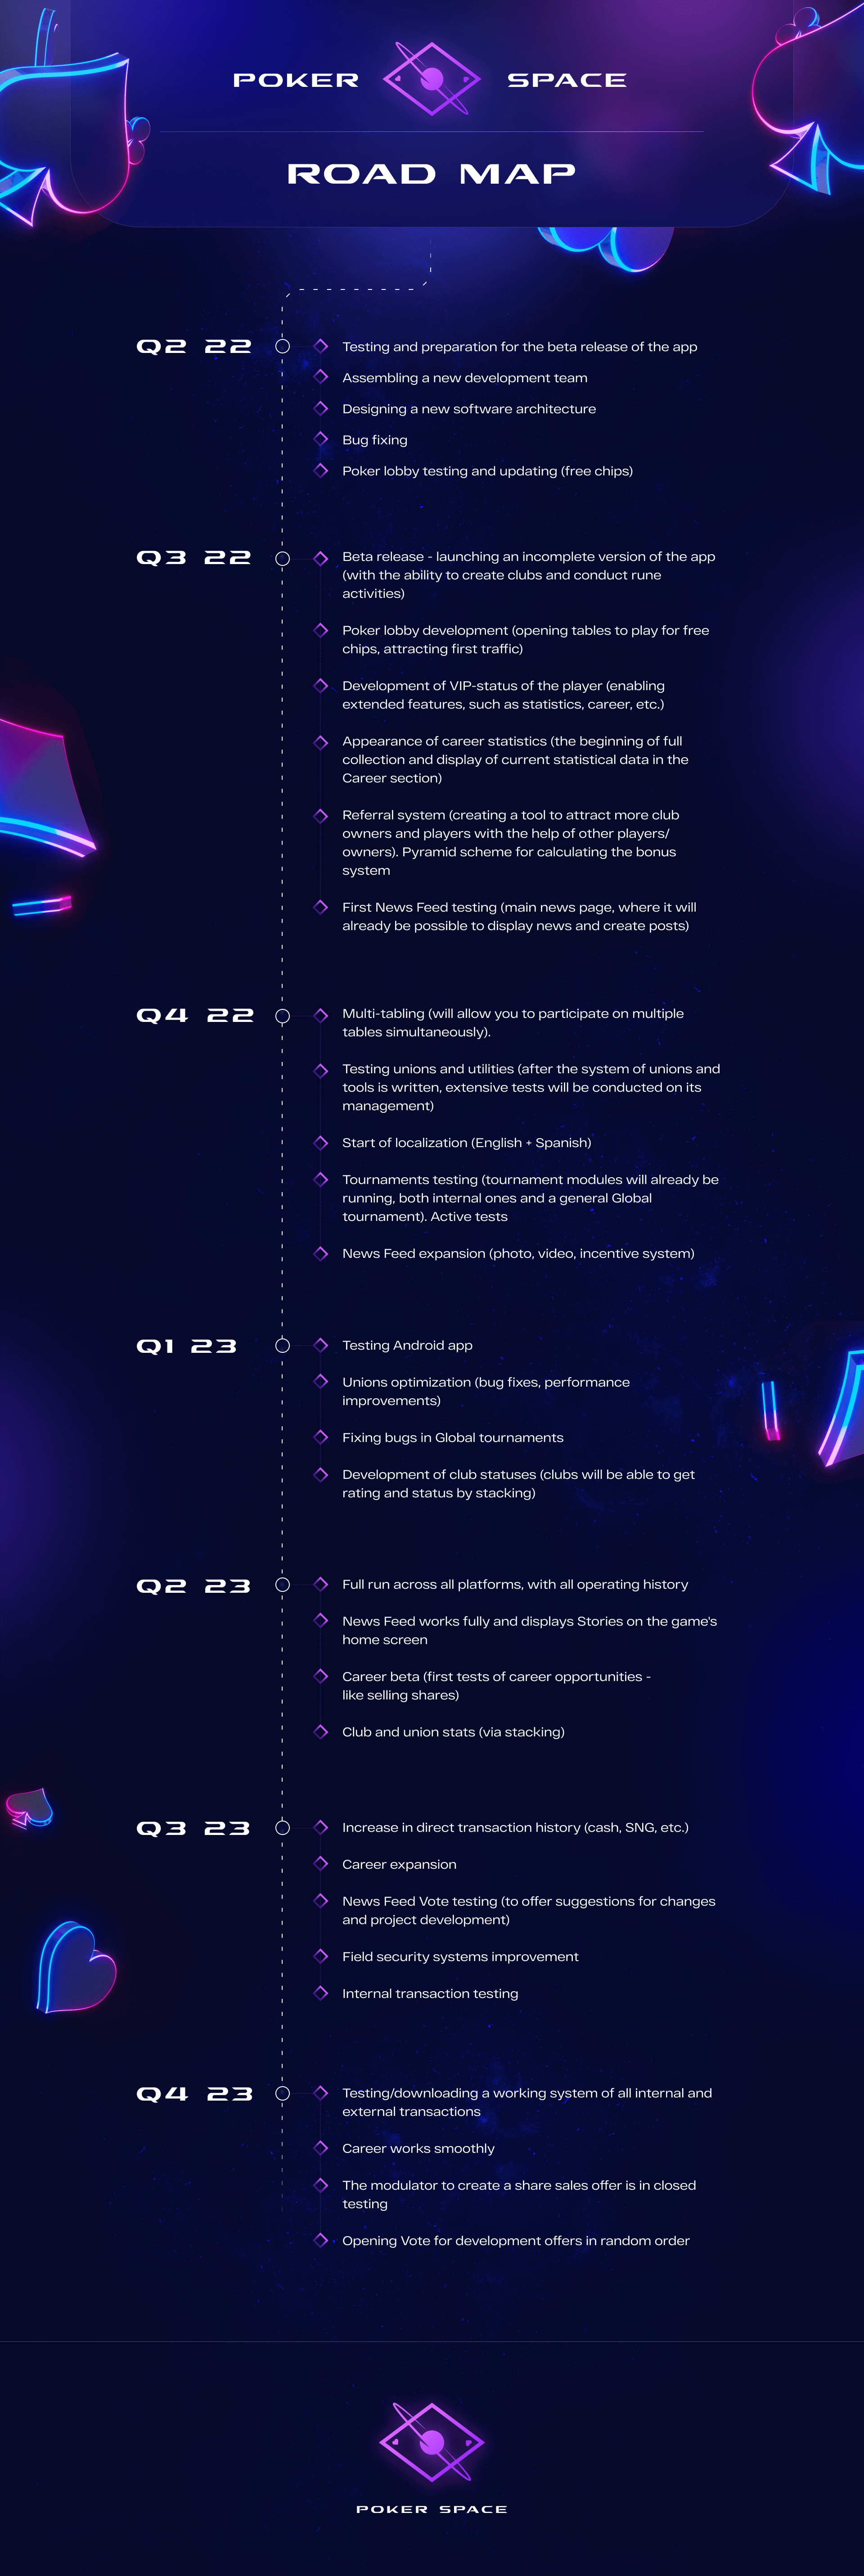 POKER SPACE
ROAD MAP
Q2 22
Testing and preparation for the beta release of the app
Assembling a new development team
Designing a new software architecture
Bug fixing
Poker lobby testing and updating (free chips)
Q3 22
Beta release - launching an incomplete version of the app
(with the ability to create clubs and conduct rune
activities)
Poker lobby development (opening tables to play for free
chips, attracting first traffic)
Development of VIP-status of the player (enabling
extended features, such as statistics, career, etc.)
Appearance of career statistics (the beginning of full
collection and display of current statistical data in the
Career section)
Referral system (creating a tool to attract more club
owners and players with the help of other players/
owners). Pyramid scheme for calculating the bonus
system
First News Feed testing (main news page, where it will
already be possible to display news and create posts)
Q4 22
Multi-tabling (will allow you to participate on multiple
tables simultaneously).
Testing unions and utilities (after the system of unions and
tools is written, extensive tests will be conducted on its
management)
Start of localization (English + Spanish)
Tournaments testing (tournament modules will already be
running, both internal ones and a general Global
tournament). Active tests
News Feed expansion (photo, video, incentive system)
Q1 23
Testing Android app
Unions optimization (bug fixes, performance
improvements)
Fixing bugs in Global tournaments
Development of club statuses (clubs will be able to get
rating and status by stacking)
Q2 23
Full run across all platforms, with all operating history
News Feed works fully and displays Stories on the game's
home screen
Career beta (first tests of career opportunities -
like selling shares)
Club and union stats (via stacking)
Q3 23
Increase in direct transaction history (cash, SNG, etc.)
Career expansion
News Feed Vote testing (to offer suggestions for changes
and project development)
Field security systems improvement
Internal transaction testing
Q4 23
Testing/downloading a working system of all internal and
external transactions
Career works smoothly
The modulator to create a share sales offer is in closed
testing
Opening Vote for development offers in random order
POKER SPACE